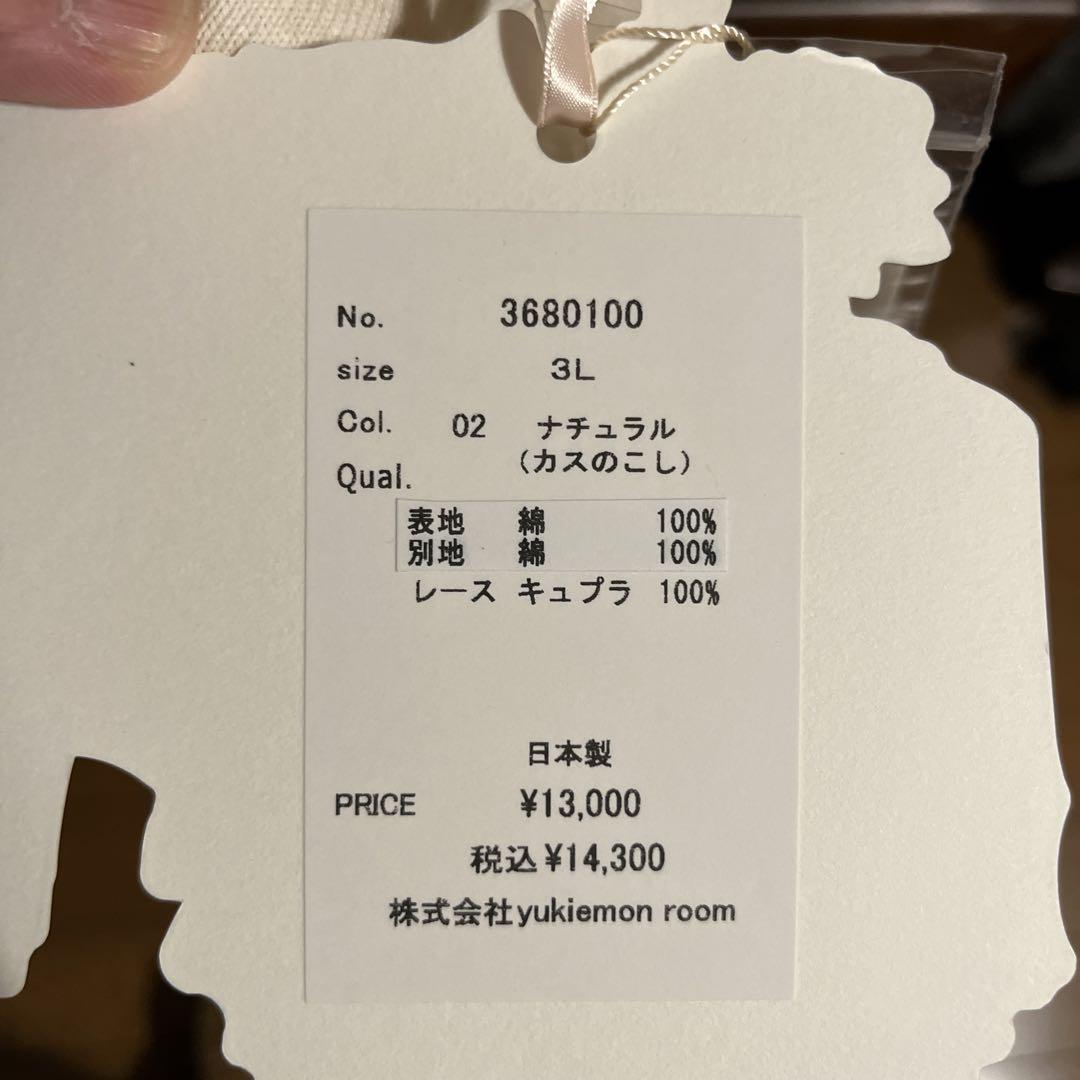 No. 3680100
size 3L
Col. 02 ナチュラル
(カスのこし)
Qual.
表地 綿 100%
別地 綿 100%
レース キュプラ 100%
日本製
PRICE ¥13,000
税込¥14,300
株式会社yukiemon room